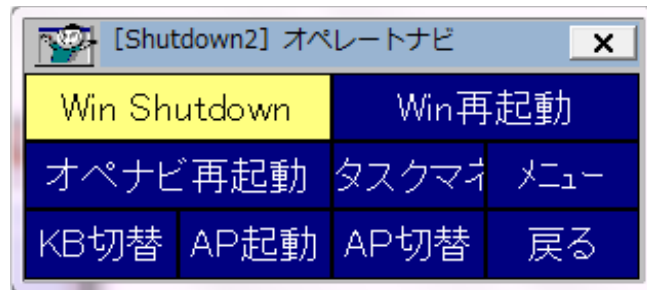 [Shutdown2] オペレートナビ
Win Shutdown Win再起動
オペナビ再起動 タスクマネ メニュー
KB切替 AP起動 AP切替 戻る